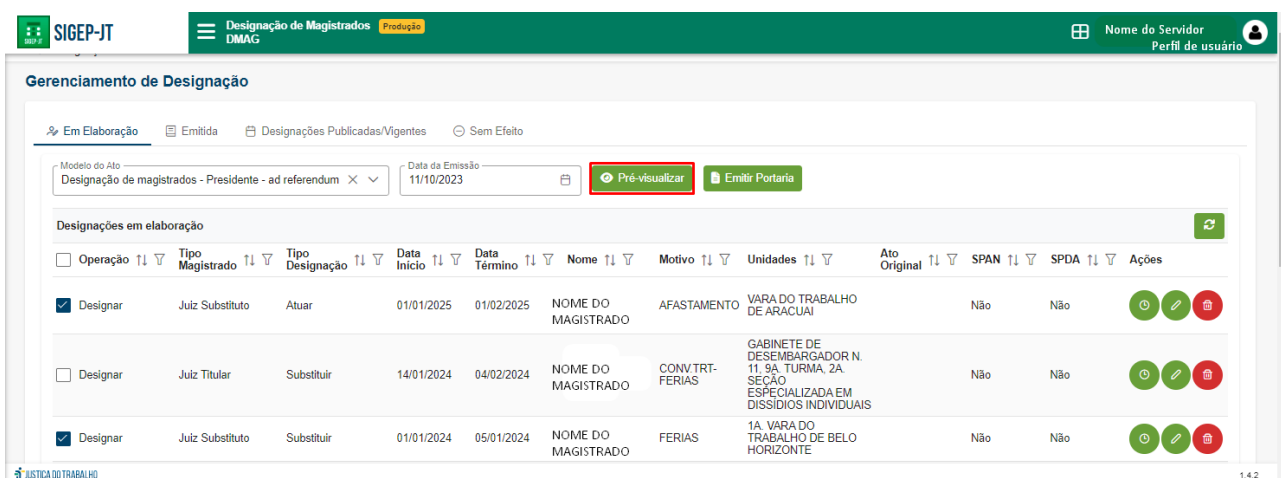 SIGEP-JT
SIGEP-JT
Designação de Magistrados Produção
DMAG
Nome do Servidor
Perfil de usuário
Gerenciamento de Designação
Em Elaboração Emitida Designações Publicadas/Vigentes Sem Efeito
Modelo do Ato Data da Emissão
Designação de magistrados - Presidente - ad referendum 11/10/2023 Pré-visualizar Emitir Portaria
Designações em elaboração
Operação Tipo Magistrado Tipo Designação Data Início Data Término Nome Motivo Unidades Ato Original SPAN SPDA Ações
Designar Juiz Substituto Atuar 01/01/2025 01/02/2025 NOME DO MAGISTRADO AFASTAMENTO VARA DO TRABALHO DE ARACUAI Não Não
Designar Juiz Titular Substituir 14/01/2024 04/02/2024 NOME DO MAGISTRADO CONV.TRT-FERIAS GABINETE DE DESEMBARGADOR N. 11, 9A. TURMA, 2A. SEÇÃO ESPECIALIZADA EM DISSÍDIOS INDIVIDUAIS Não Não
Designar Juiz Substituto Substituir 01/01/2024 05/01/2024 NOME DO MAGISTRADO FERIAS 1A. VARA DO TRABALHO DE BELO HORIZONTE Não Não
JUSTIÇA DO TRABALHO
1.4.2